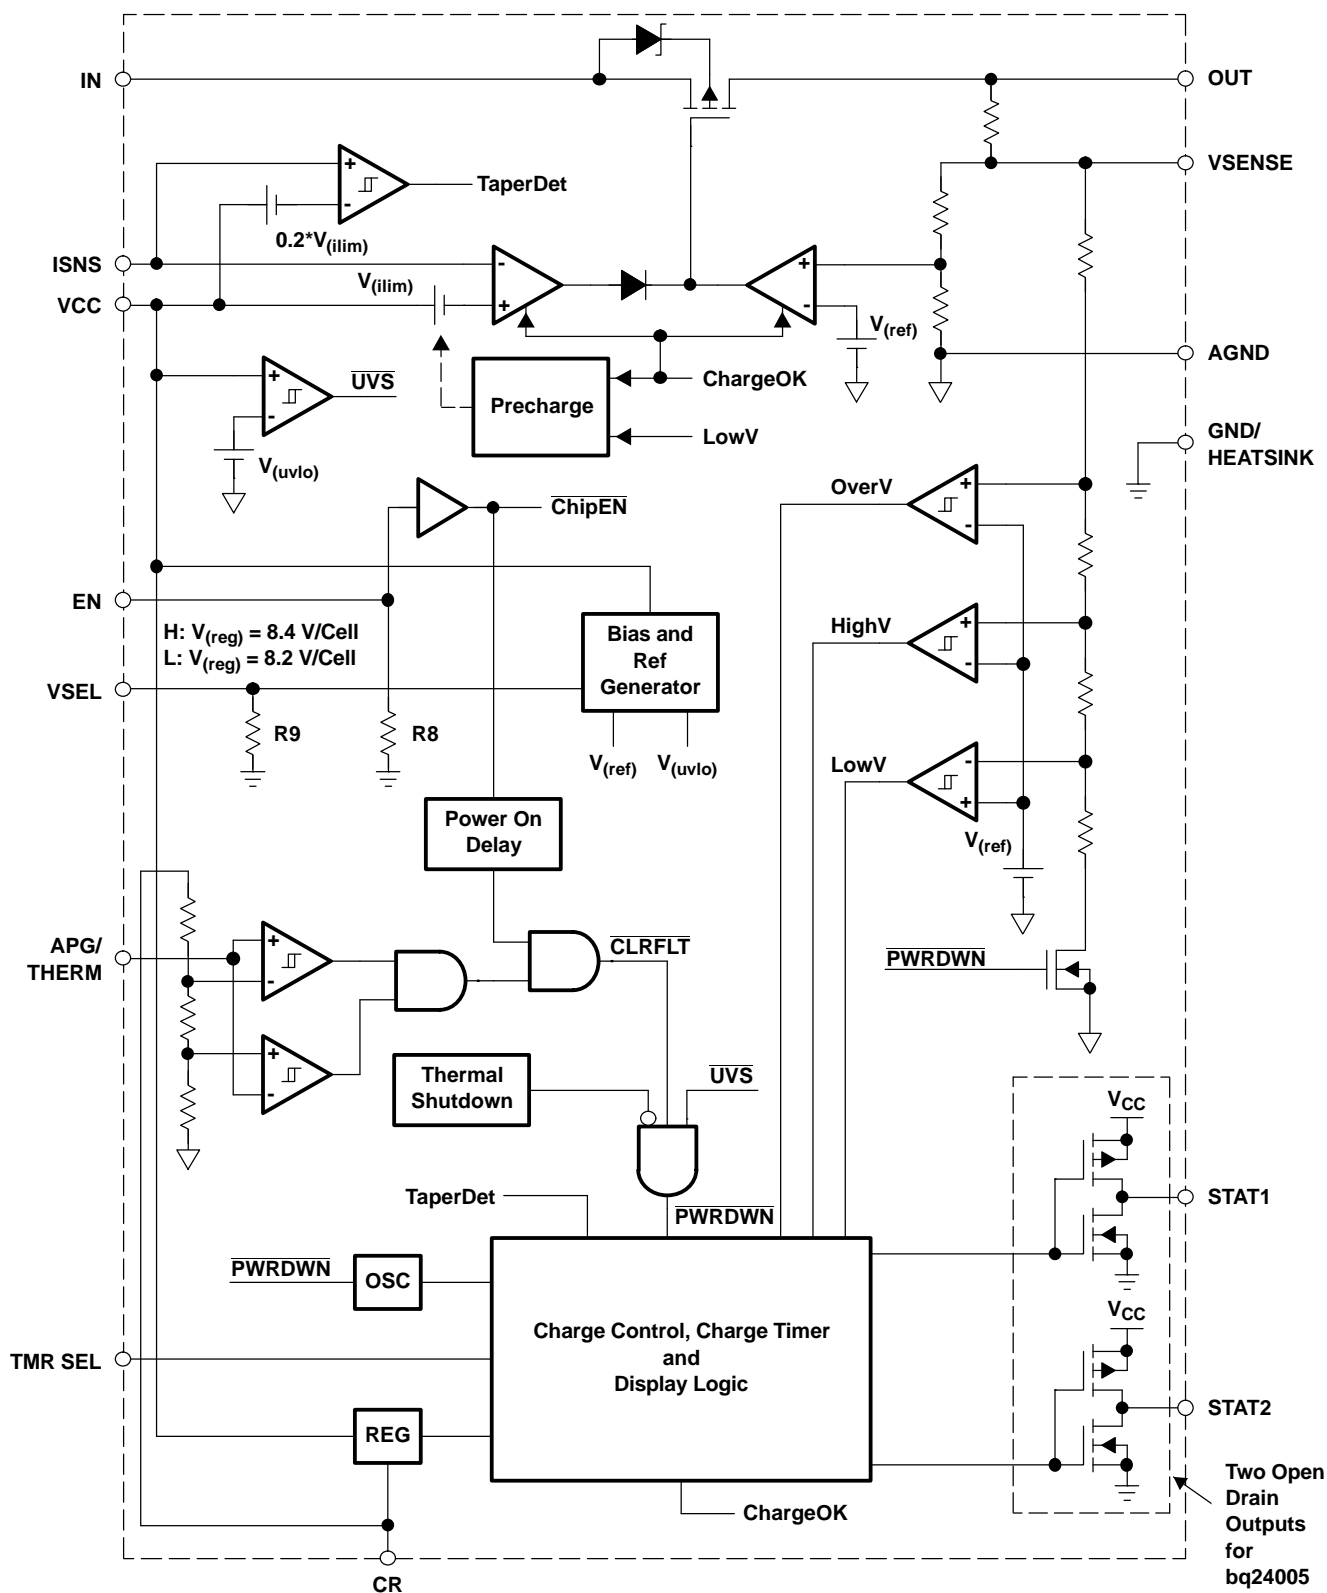 IN
OUT
VSENSE
+
-
TaperDet
0.2*V(ilim)
ISNS
VCC
V(ilim)
-
+
+
-
V(ref)
AGND
+
-
UVS
V(uvlo)
Precharge
ChargeOK
LowV
GND/
HEATSINK
ChipEN
OverV
+
-
EN
H: V(reg) = 8.4 V/Cell
L: V(reg) = 8.2 V/Cell
Bias and
Ref
Generator
HighV
+
-
VSEL
R9
R8
V(ref)
V(uvlo)
LowV
-
+
V(ref)
Power On
Delay
APG/
THERM
+
-
CLRFLT
PWRDWN
+
-
Thermal
Shutdown
UVS
VCC
TaperDet
PWRDWN
STAT1
PWRDWN
OSC
Charge Control, Charge Timer
and
Display Logic
VCC
TMR SEL
STAT2
REG
ChargeOK
Two Open
Drain
Outputs
for
bq24005
CR